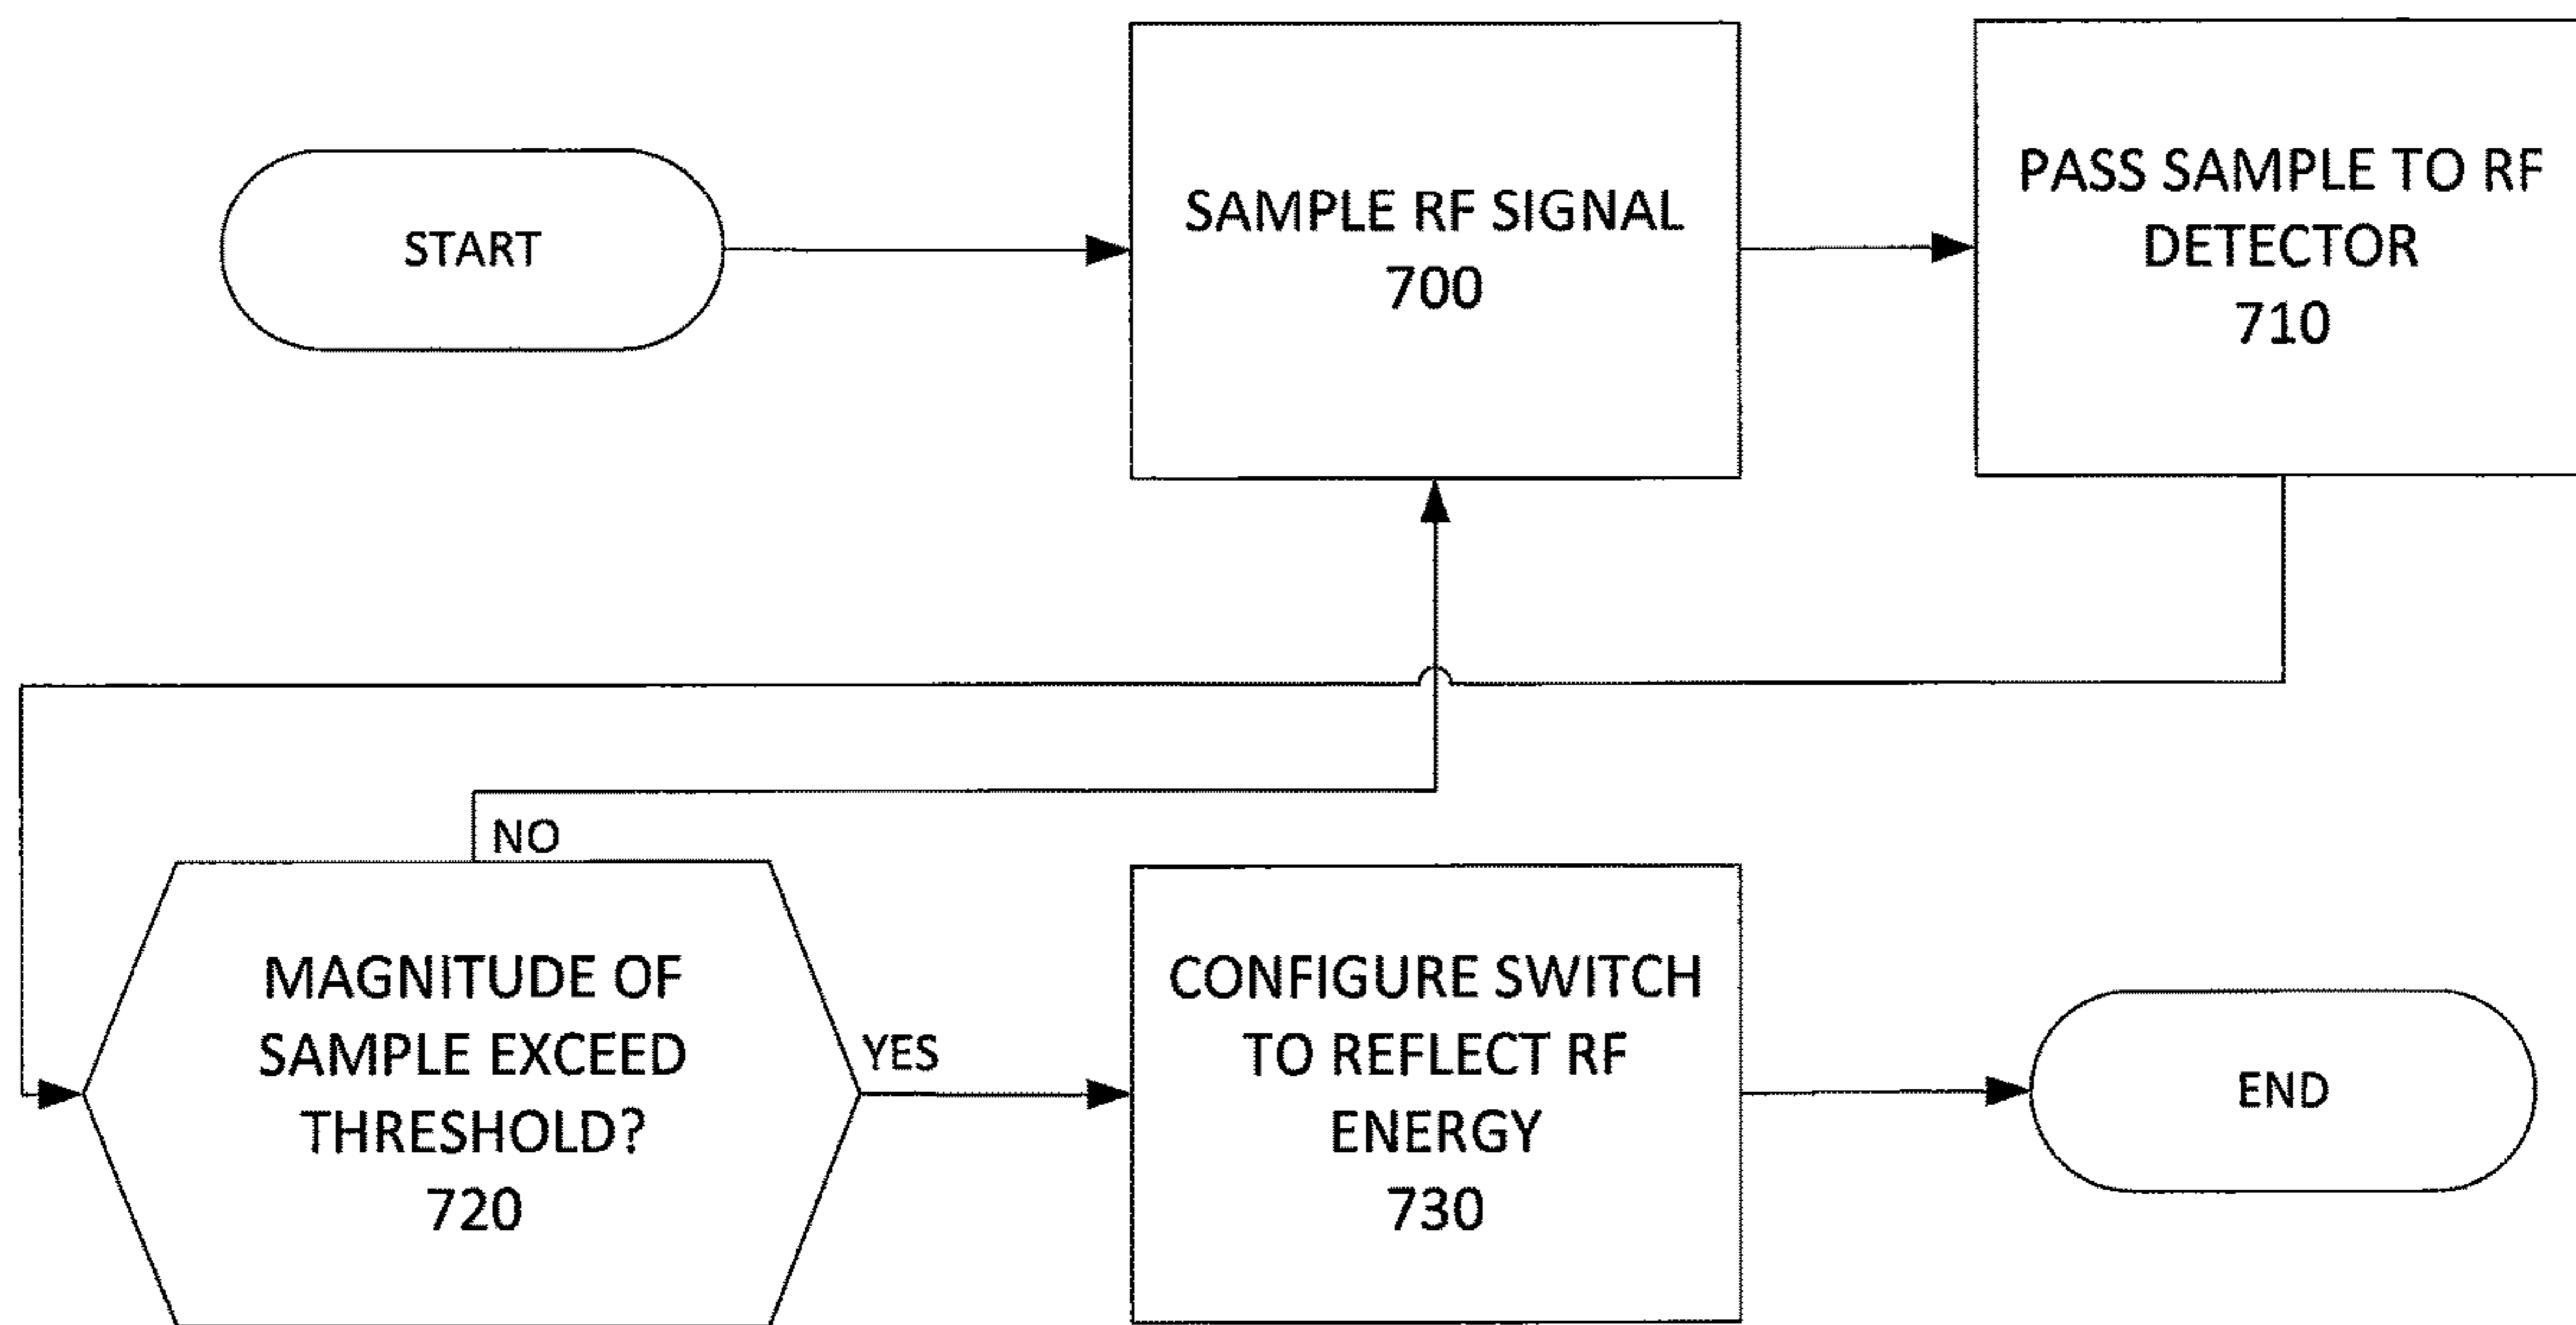 START
SAMPLE RF SIGNAL
700
PASS SAMPLE TO RF
DETECTOR
710
NO
MAGNITUDE OF
SAMPLE EXCEED
THRESHOLD?
720
YES
CONFIGURE SWITCH
TO REFLECT RF
ENERGY
730
END